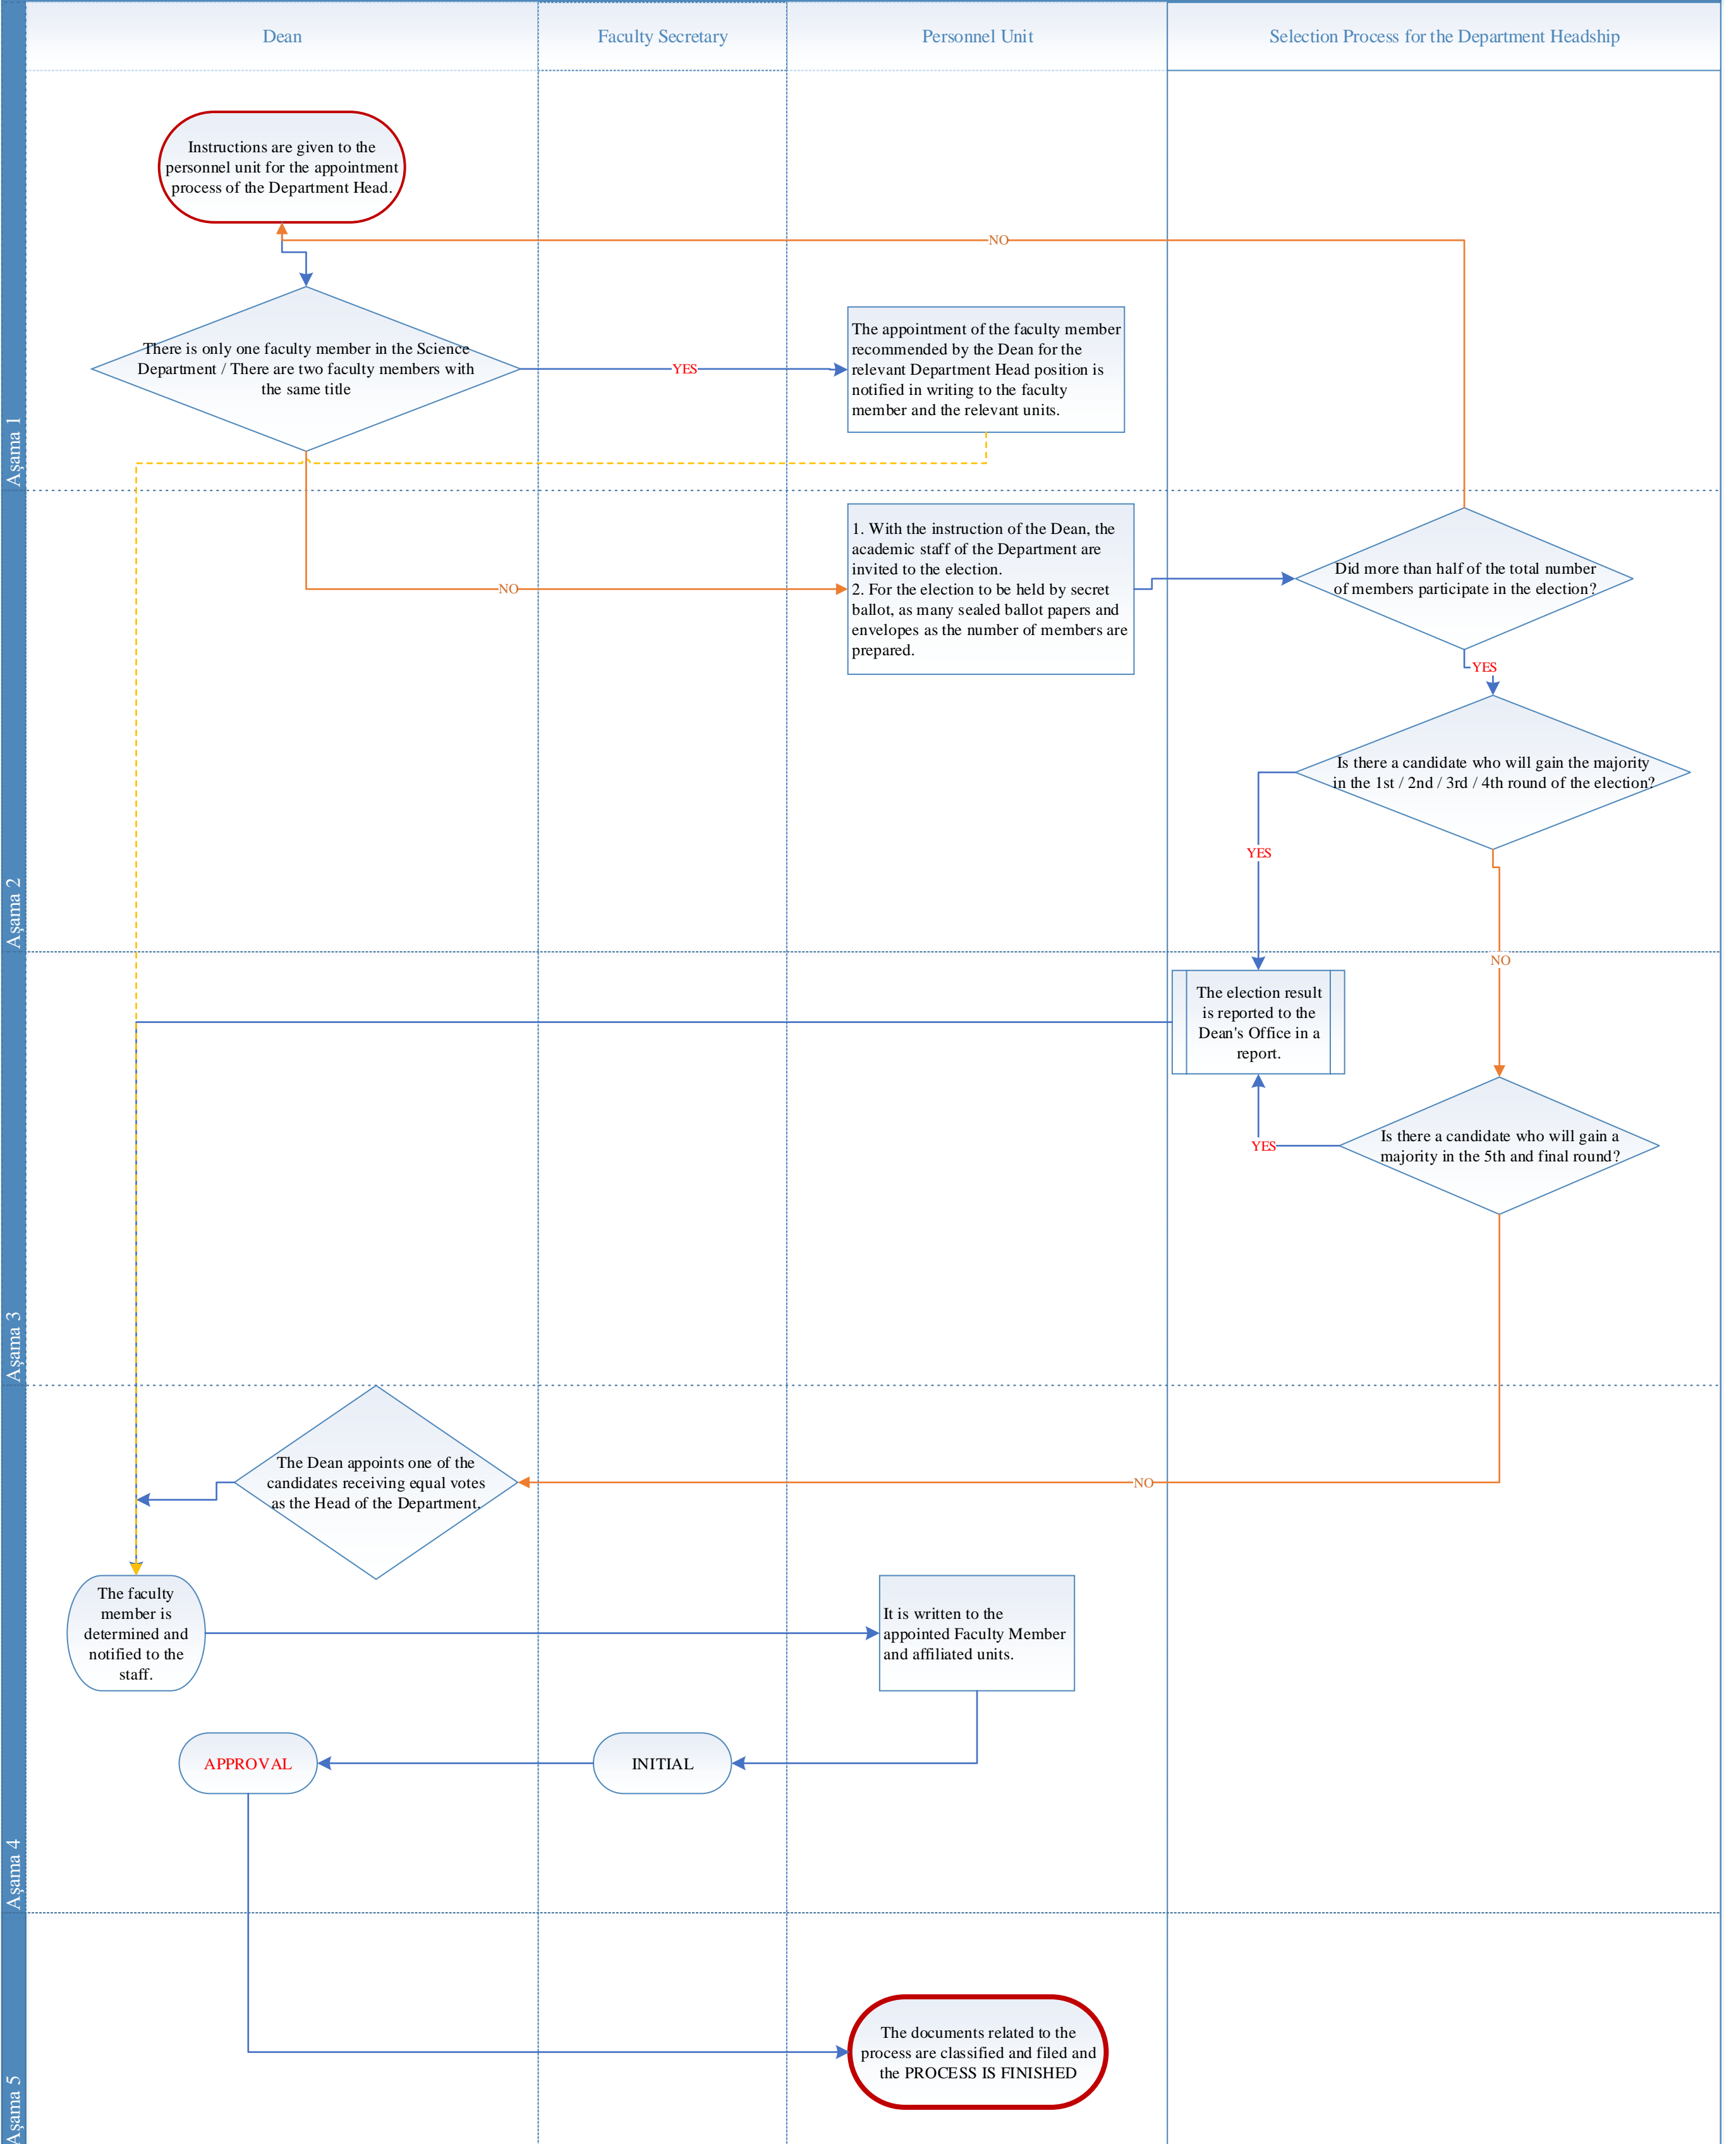 Dean
Faculty Secretary
Personnel Unit
Selection Process for the Department Headship
Aşama 1
Instructions are given to the
personnel unit for the appointment
process of the Department Head.
NO
There is only one faculty member in the Science
Department / There are two faculty members with
the same title
YES
The appointment of the faculty member
recommended by the Dean for the
relevant Department Head position is
notified in writing to the faculty
member and the relevant units.
Aşama 2
NO
1. With the instruction of the Dean, the
academic staff of the Department are
invited to the election.
2. For the election to be held by secret
ballot, as many sealed ballot papers and
envelopes as the number of members are
prepared.
Did more than half of the total number
of members participate in the election?
YES
Is there a candidate who will gain the majority
in the 1st / 2nd / 3rd / 4th round of the election?
YES
NO
Aşama 3
The election result
is reported to the
Dean's Office in a
report.
Is there a candidate who will gain a
majority in the 5th and final round?
YES
Aşama 4
The Dean appoints one of the
candidates receiving equal votes
as the Head of the Department.
NO
The faculty
member is
determined and
notified to the
staff.
It is written to the
appointed Faculty Member
and affiliated units.
APPROVAL
INITIAL
Aşama 5
The documents related to the
process are classified and filed and
the PROCESS IS FINISHED